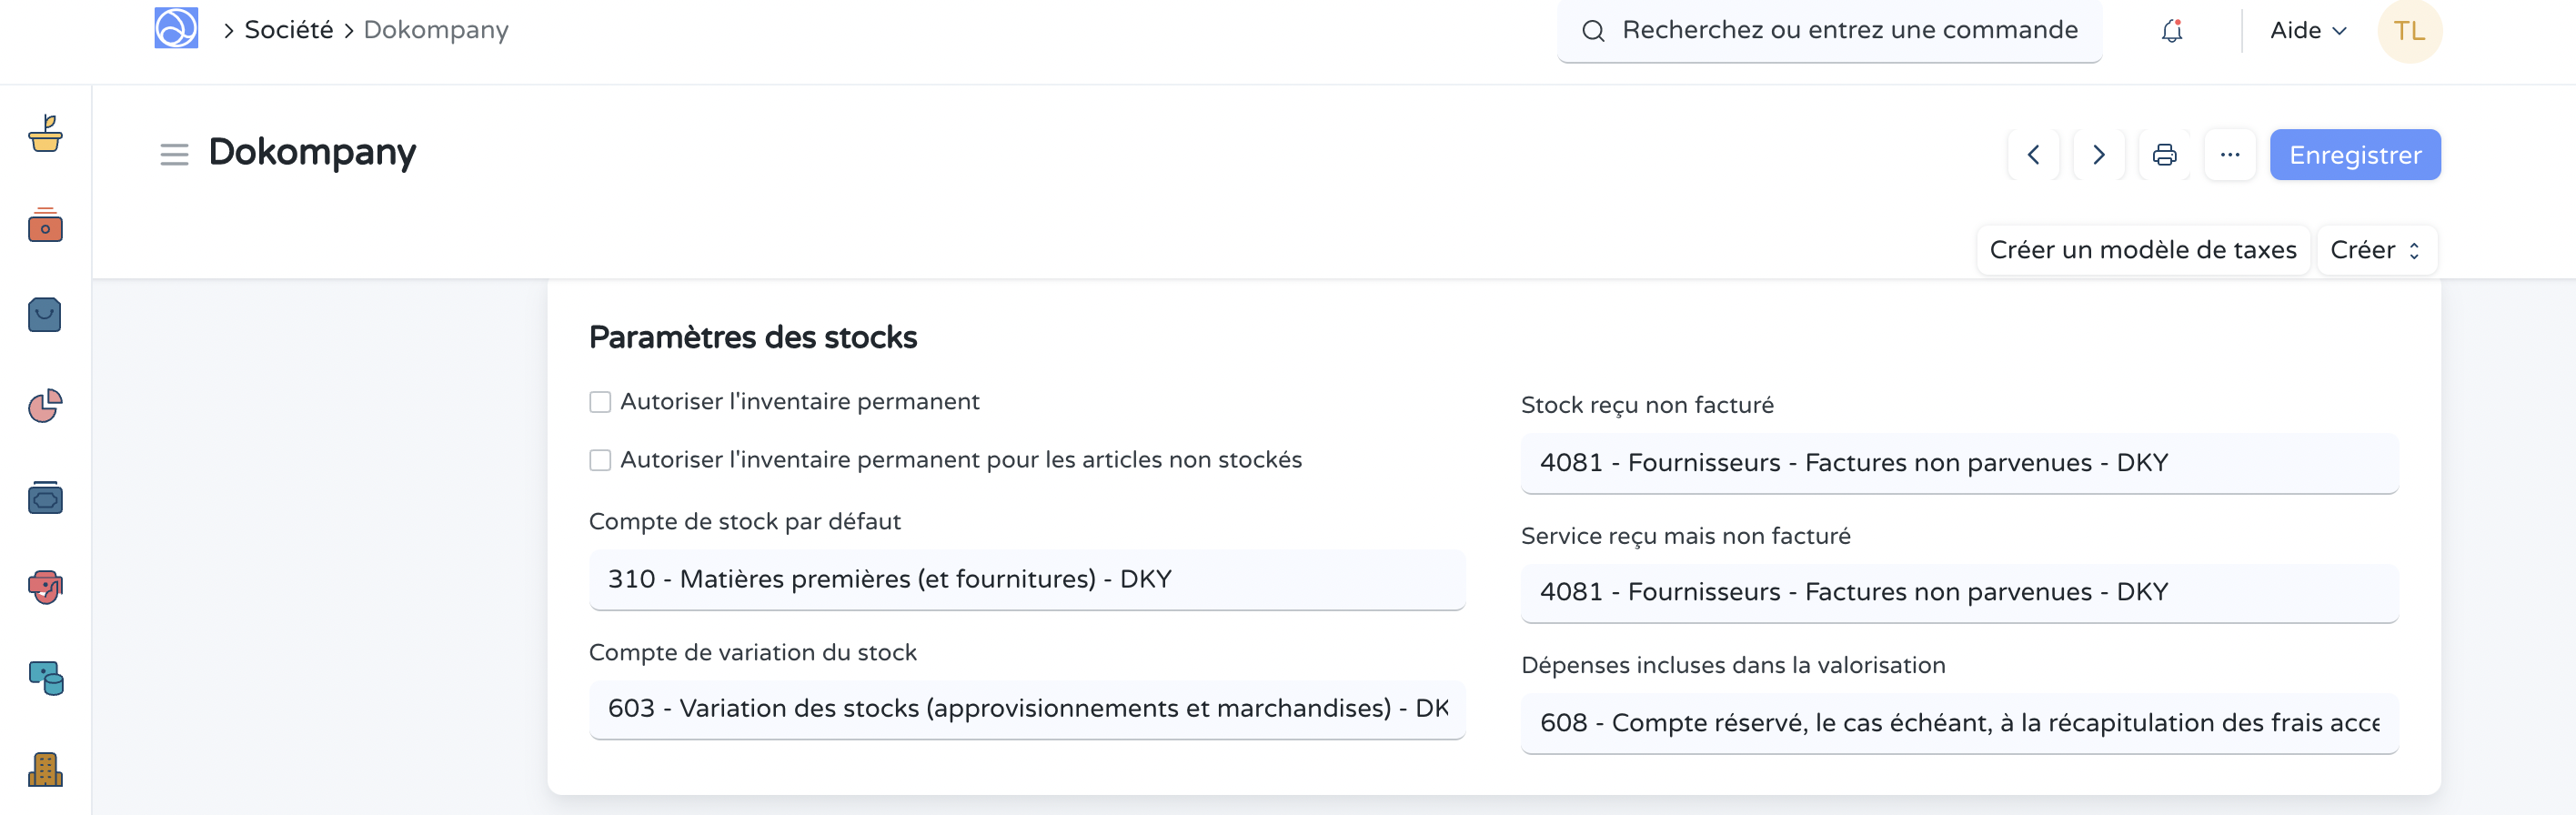 Société
Dokompany
Recherchez ou entrez une commande
Aide
TL
Dokompany
Enregistrer
Créer un modèle de taxes
Créer
Paramètres des stocks
Autoriser l'inventaire permanent
Autoriser l'inventaire permanent pour les articles non stockés
Compte de stock par défaut
310 - Matières premières (et fournitures) - DKY
Compte de variation du stock
603 - Variation des stocks (approvisionnements et marchandises) - DK
Stock reçu non facturé
4081 - Fournisseurs - Factures non parvenues - DKY
Service reçu mais non facturé
4081 - Fournisseurs - Factures non parvenues - DKY
Dépenses incluses dans la valorisation
608 - Compte réservé, le cas échéant, à la récapitulation des frais acce